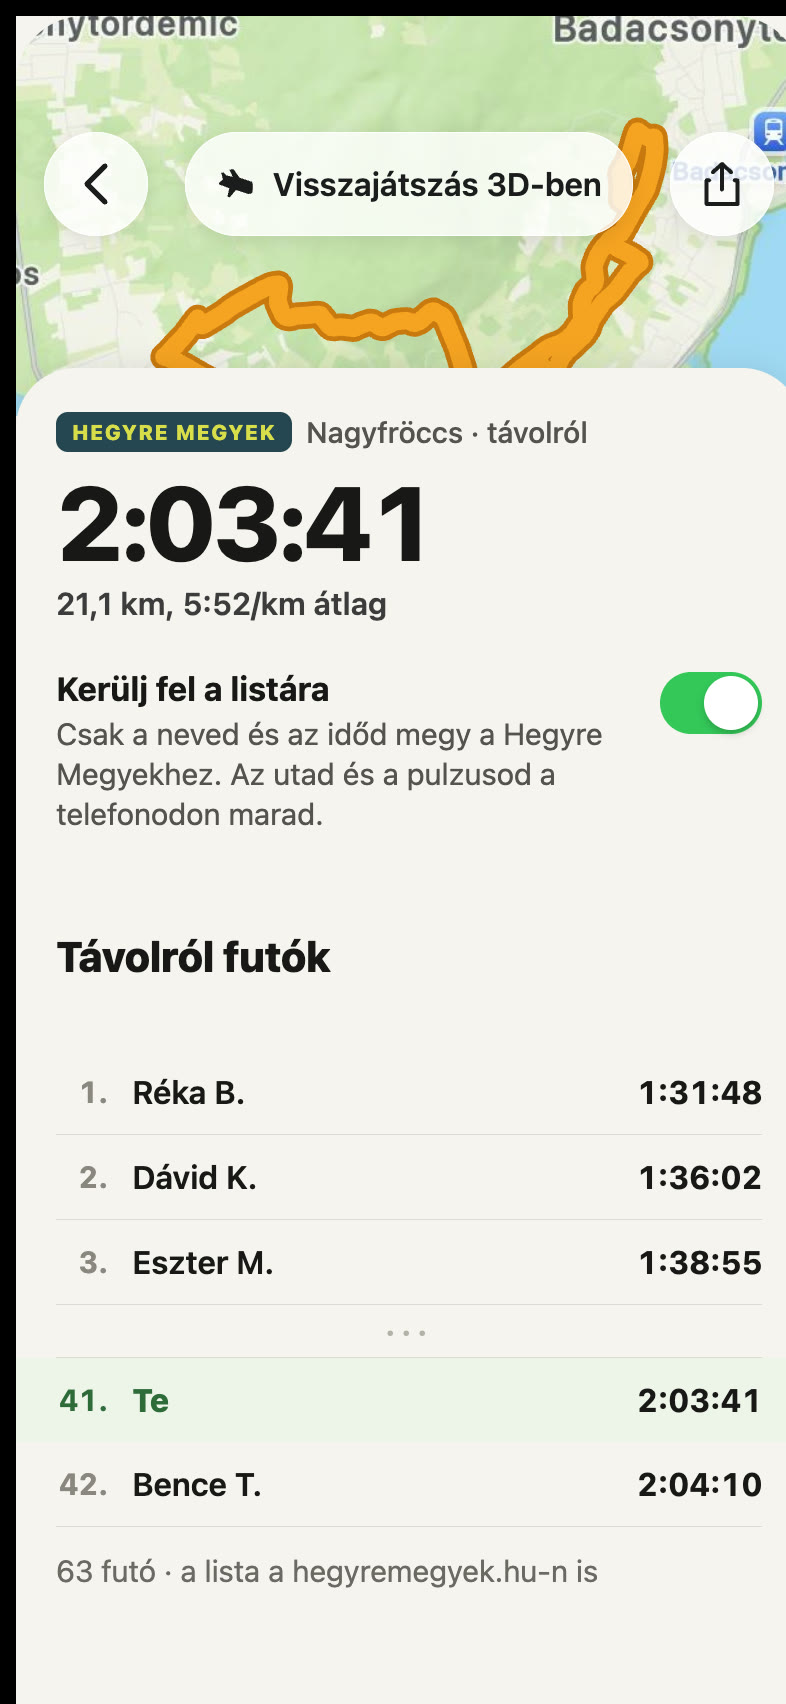 Visszajátszás 3D-ben
HEGYRE MEGYEK Nagyfröccs · távolról
2:03:41
21,1 km, 5:52/km átlag
Kerülj fel a listára
Csak a neved és az időd megy a Hegyre
Megyekhez. Az utad és a pulzusod a
telefonodon marad.
Távolról futók
1. Réka B. 1:31:48
2. Dávid K. 1:36:02
3. Eszter M. 1:38:55
...
41. Te 2:03:41
42. Bence T. 2:04:10
63 futó · a lista a hegyremegyek.hu-n is